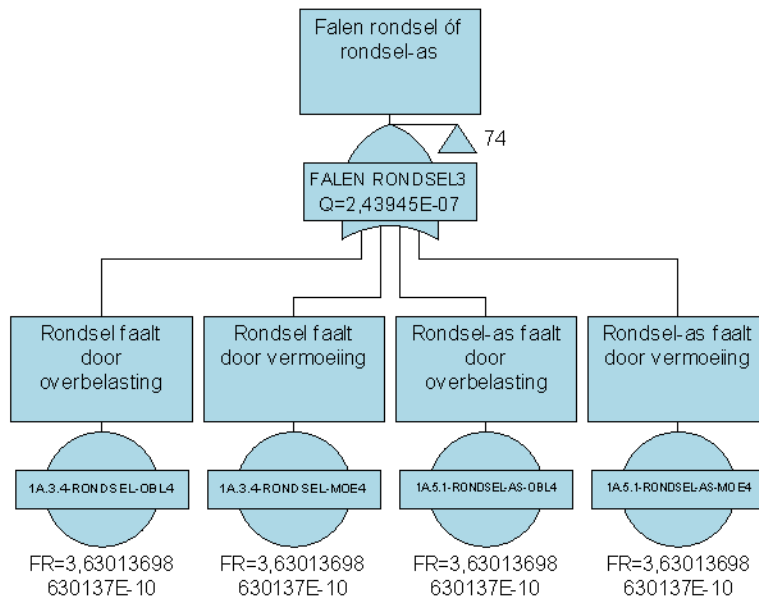 Falen rondsel óf
rondsel-as
74
FALEN RONDSEL3
Q=2,43945E-07
Rondsel faalt
door
overbelasting
Rondsel faalt
door vermoeiing
Rondsel-as faalt
door
overbelasting
Rondsel-as faalt
door vermoeiing
1A.3.4-RONDSEL-OBL4
1A.3.4-RONDSEL-MOE4
1A.5.1-RONDSEL-AS-OBL4
1A.5.1-RONDSEL-AS-MOE4
FR=3,63013698
630137E-10
FR=3,63013698
630137E-10
FR=3,63013698
630137E-10
FR=3,63013698
630137E-10